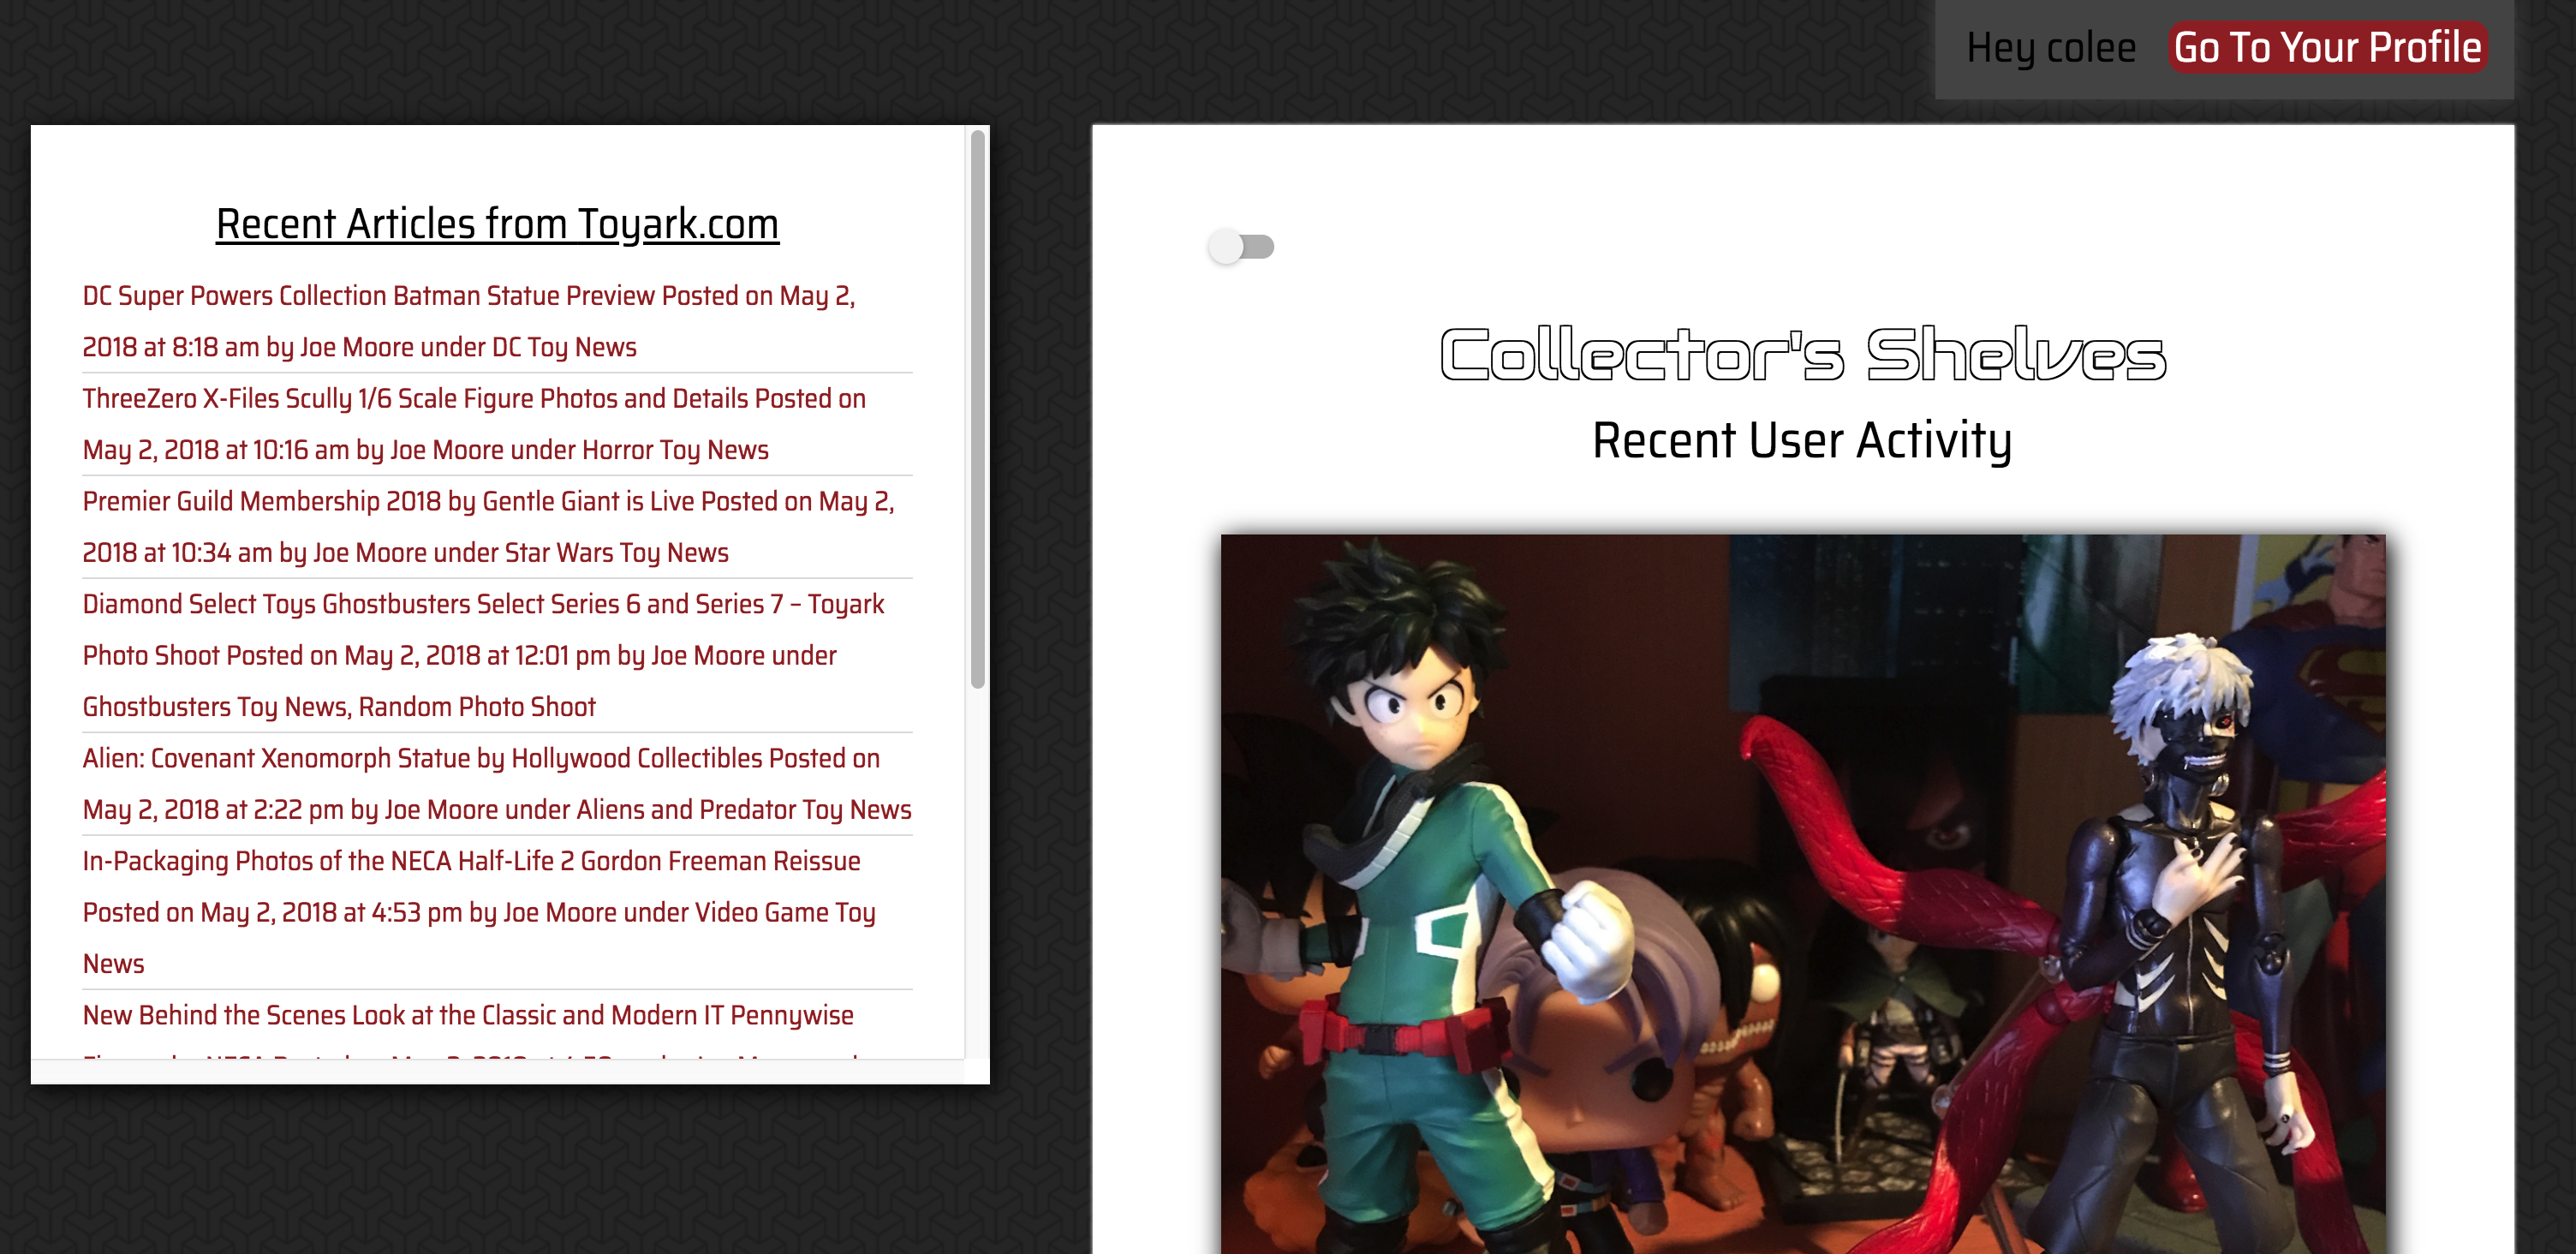 Hey colee Go To Your Profile
Recent Articles from Toyark.com
DC Super Powers Collection Batman Statue Preview Posted on May 2,
2018 at 8:18 am by Joe Moore under DC Toy News
ThreeZero X-Files Scully 1/6 Scale Figure Photos and Details Posted on
May 2, 2018 at 10:16 am by Joe Moore under Horror Toy News
Premier Guild Membership 2018 by Gentle Giant is Live Posted on May 2,
2018 at 10:34 am by Joe Moore under Star Wars Toy News
Diamond Select Toys Ghostbusters Select Series 6 and Series 7 – Toyark
Photo Shoot Posted on May 2, 2018 at 12:01 pm by Joe Moore under
Ghostbusters Toy News, Random Photo Shoot
Alien: Covenant Xenomorph Statue by Hollywood Collectibles Posted on
May 2, 2018 at 2:22 pm by Joe Moore under Aliens and Predator Toy News
In-Packaging Photos of the NECA Half-Life 2 Gordon Freeman Reissue
Posted on May 2, 2018 at 4:53 pm by Joe Moore under Video Game Toy
News
New Behind the Scenes Look at the Classic and Modern IT Pennywise
Collector's Shelves
Recent User Activity